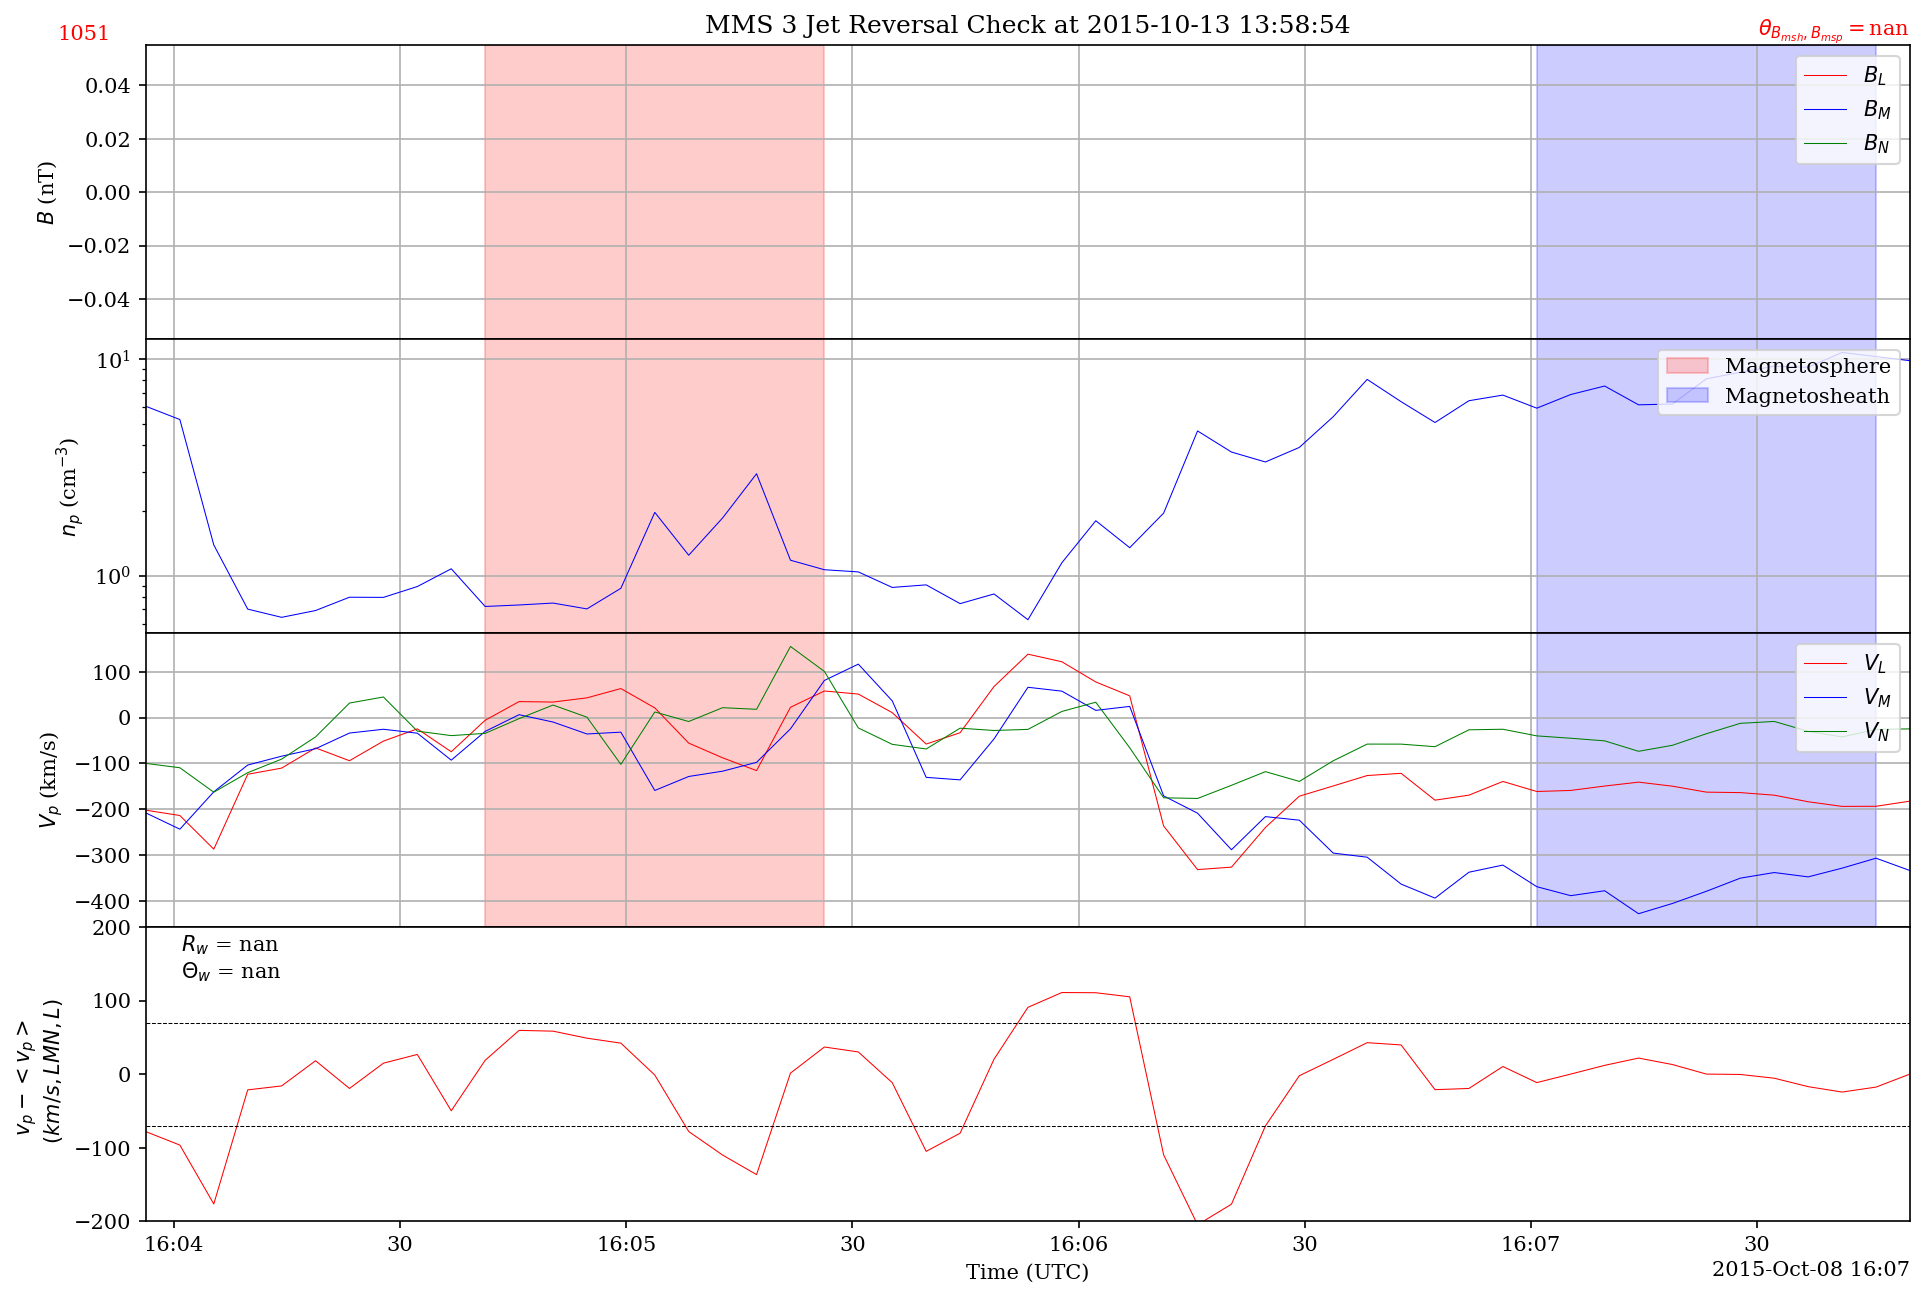 1051
MMS 3 Jet Reversal Check at 2015-10-13 13:58:54
θ_{B_{msh}, B_{msp}} = nan
0.04
0.02
0.00
−0.02
−0.04
B (nT)
B_L
B_M
B_N
10^1
10^0
n_p (cm^{−3})
Magnetosphere
Magnetosheath
100
0
−100
−200
−300
−400
V_p (km/s)
V_L
V_M
V_N
200
100
0
−100
−200
v_p − < v_p >
(km/s, LMN, L)
R_w = nan
Θ_w = nan
16:04
30
16:05
30
16:06
30
16:07
30
Time (UTC)
2015-Oct-08 16:07